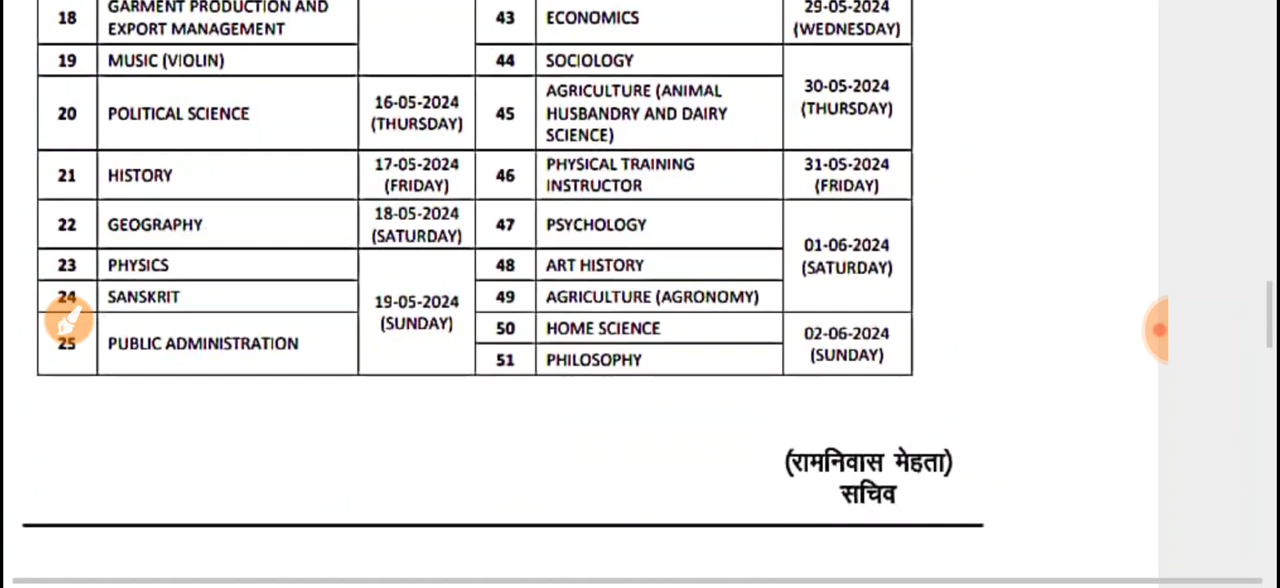 18 GARMENT PRODUCTION AND EXPORT MANAGEMENT
19 MUSIC (VIOLIN)
20 POLITICAL SCIENCE 16-05-2024 (THURSDAY)
21 HISTORY 17-05-2024 (FRIDAY)
22 GEOGRAPHY 18-05-2024 (SATURDAY)
23 PHYSICS
24 SANSKRIT 19-05-2024 (SUNDAY)
25 PUBLIC ADMINISTRATION
43 ECONOMICS 29-05-2024 (WEDNESDAY)
44 SOCIOLOGY 30-05-2024 (THURSDAY)
45 AGRICULTURE (ANIMAL HUSBANDRY AND DAIRY SCIENCE)
46 PHYSICAL TRAINING INSTRUCTOR 31-05-2024 (FRIDAY)
47 PSYCHOLOGY 01-06-2024 (SATURDAY)
48 ART HISTORY
49 AGRICULTURE (AGRONOMY)
50 HOME SCIENCE 02-06-2024 (SUNDAY)
51 PHILOSOPHY
(रामनिवास मेहता)
सचिव